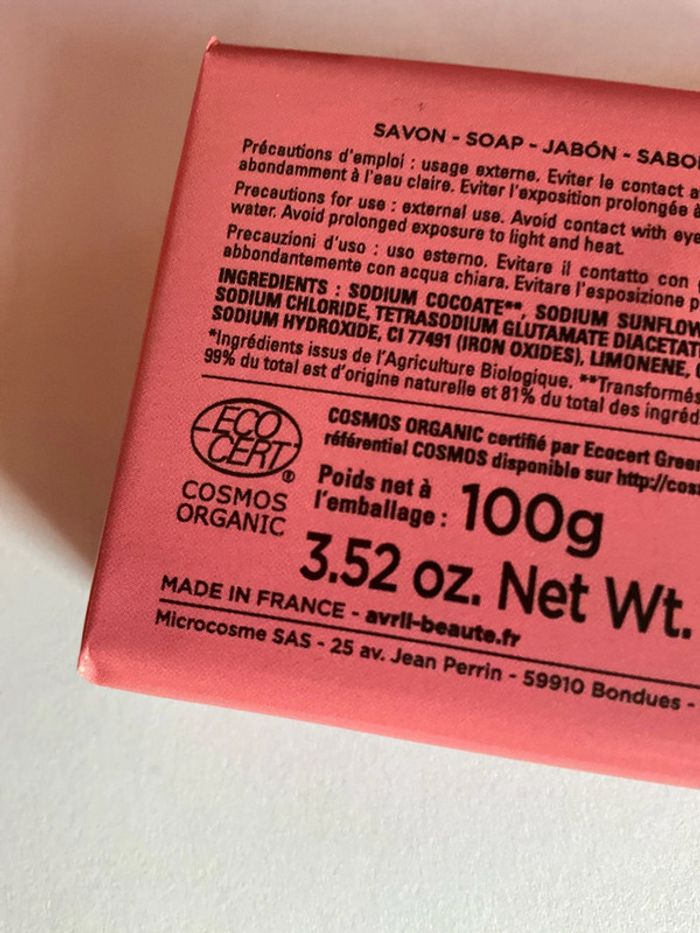 SAVON - SOAP - JABÓN - SABO
Précautions d'emploi : usage externe. Eviter le contact a
abondamment à l'eau claire. Eviter l'exposition prolongée à
Precautions for use : external use. Avoid contact with eye
water. Avoid prolonged exposure to light and heat.
Precauzioni d'uso : uso esterno. Evitare il contatto con
abbondantemente con acqua chiara. Evitare l'esposizione p
INGREDIENTS : SODIUM COCOATE**, SODIUM SUNFLOW
SODIUM CHLORIDE, TETRASODIUM GLUTAMATE DIACETAT
SODIUM HYDROXIDE, CI 77491 (IRON OXIDES), LIMONENE,
*Ingrédients issus de l'Agriculture Biologique. **Transformés
99% du total est d'origine naturelle et 81% du total des ingréd
ECO
CERT®
COSMOS
ORGANIC
COSMOS ORGANIC certifié par Ecocert Green
référentiel COSMOS disponible sur http://cos
Poids net à
l'emballage : 100g
3.52 oz. Net Wt.
MADE IN FRANCE - avril-beaute.fr
Microcosme SAS - 25 av. Jean Perrin - 59910 Bondues -